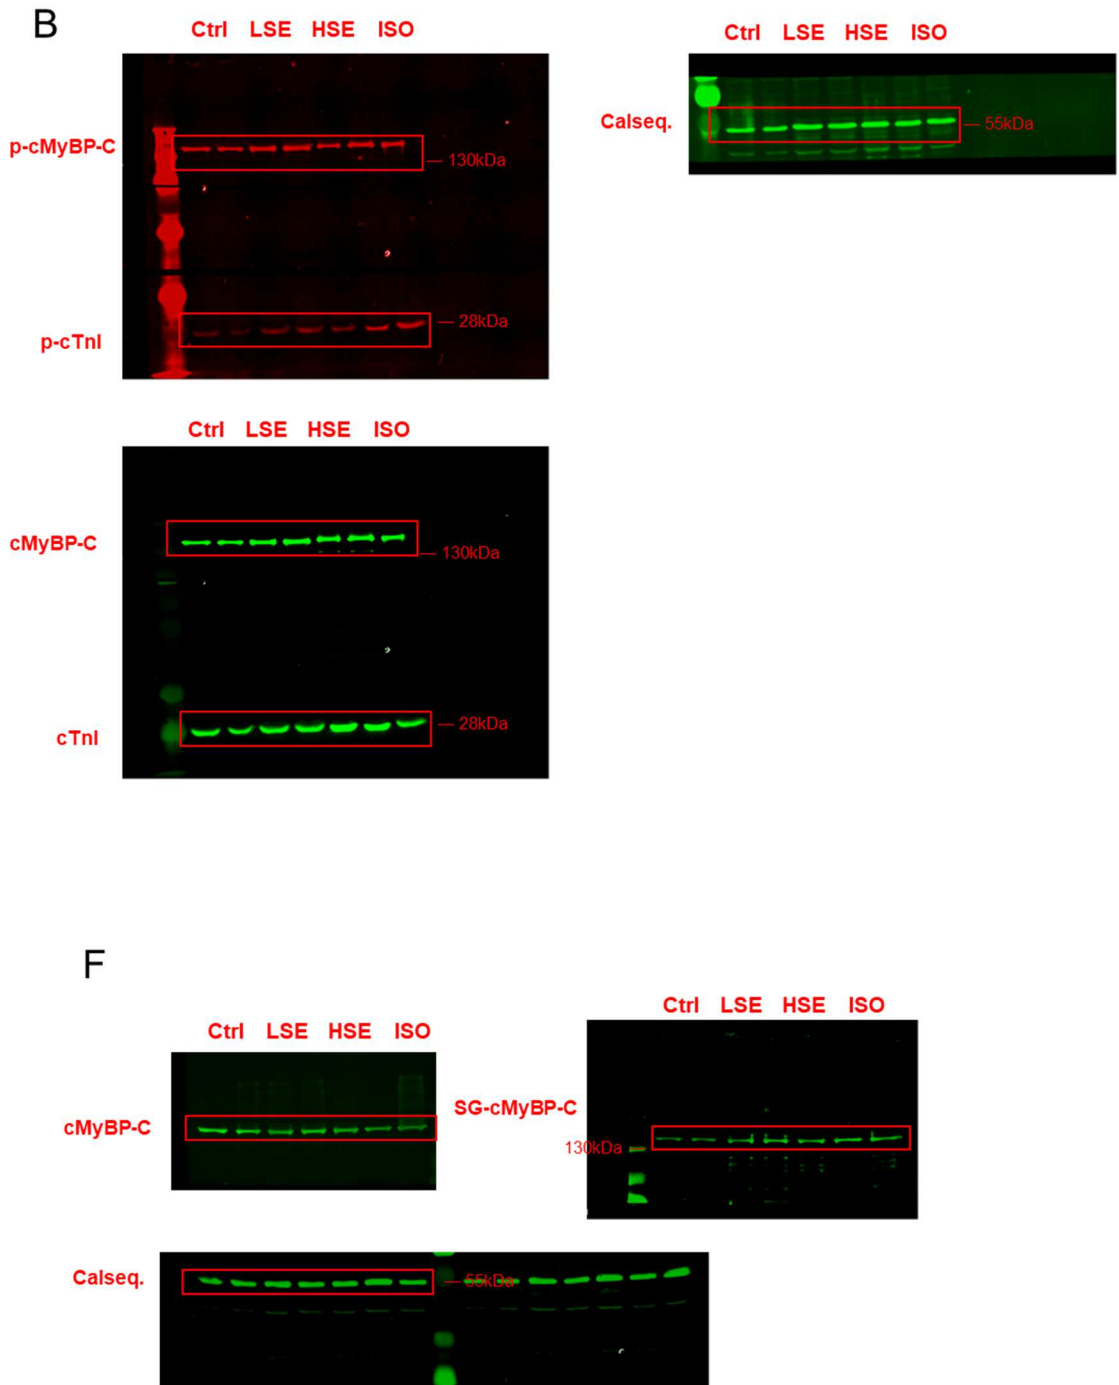 B
Ctrl LSE HSE ISO
p-cMyBP-C
130kDa
p-cTnI
28kDa
Ctrl LSE HSE ISO
Calseq.
55kDa
Ctrl LSE HSE ISO
cMyBP-C
130kDa
cTnI
28kDa
F
Ctrl LSE HSE ISO
cMyBP-C
Ctrl LSE HSE ISO
SG-cMyBP-C
130kDa
Calseq.
55kDa